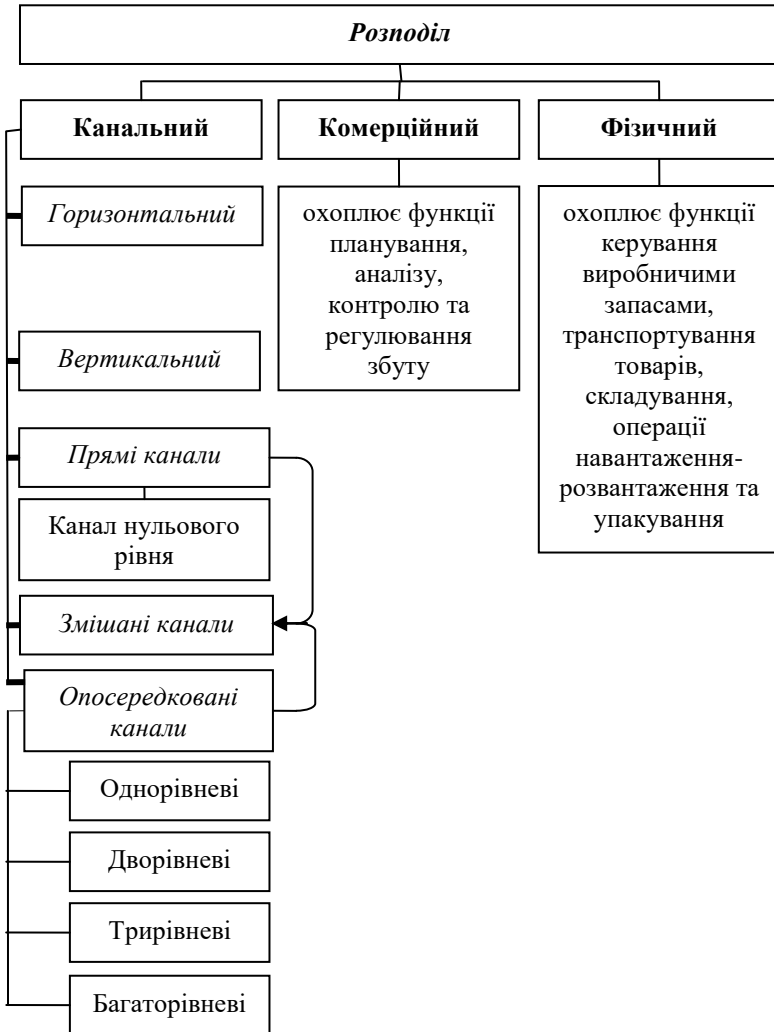 Розподіл
Канальний
Комерційний
Фізичний
Горизонтальний
Вертикальний
Прямі канали
Канал нульового
рівня
Змішані канали
Опосередковані
канали
Однорівневі
Дворівневі
Трирівневі
Багаторівневі
охоплює функції
планування,
аналізу,
контролю та
регулювання
збуту
охоплює функції
керування
виробничими
запасами,
транспортування
товарів,
складування,
операції
навантаження-
розвантаження та
упакування